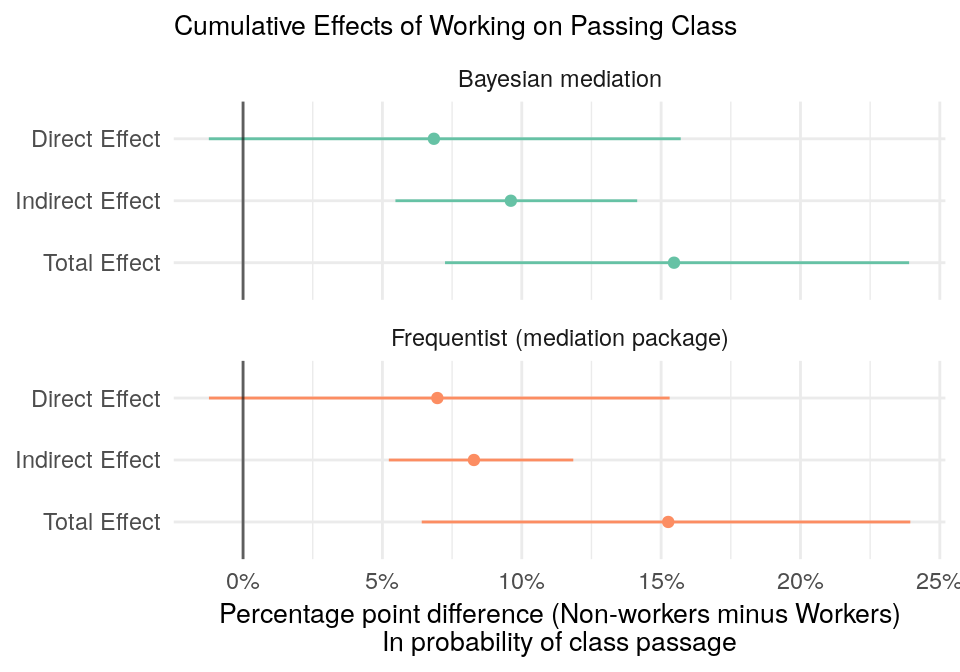 Cumulative Effects of Working on Passing Class
Bayesian mediation
Direct Effect
Indirect Effect
Total Effect
Frequentist (mediation package)
Direct Effect
Indirect Effect
Total Effect
0% 5% 10% 15% 20% 25%
Percentage point difference (Non-workers minus Workers)
In probability of class passage